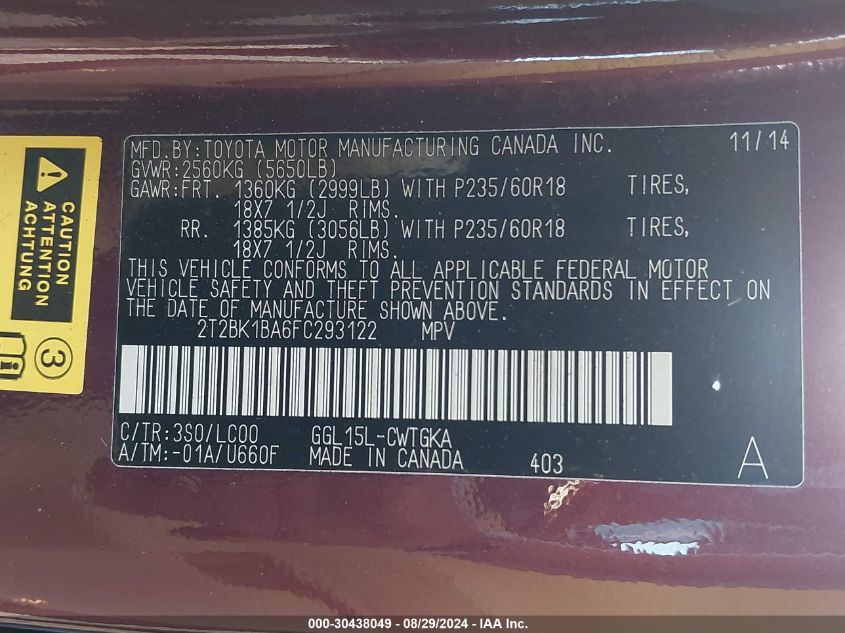 MFD.BY:TOYOTA MOTOR MANUFACTURING CANADA INC. 11/14
GVWR:2560KG (5650LB)
GAWR:FRT. 1360KG (2999LB) WITH P235/60R18 TIRES,
18X7 1/2J RIMS.
RR. 1385KG (3056LB) WITH P235/60R18 TIRES,
18X7 1/2J RIMS.
THIS VEHICLE CONFORMS TO ALL APPLICABLE FEDERAL MOTOR
VEHICLE SAFETY AND THEFT PREVENTION STANDARDS IN EFFECT ON
THE DATE OF MANUFACTURE SHOWN ABOVE.
2T2BK1BA6FC293122 MPV
C/TR:3S0/LC00 GGL15L-CWTGKA
A/TM:-01A/U660F MADE IN CANADA 403 A
CAUTION
ATTENTION
ACHTUNG
3
000-30438049 - 08/29/2024 - IAA Inc.